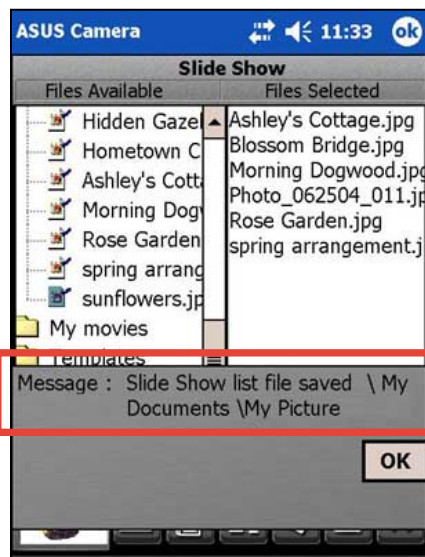 ASUS Camera 11:33 ok
Slide Show
Files Available Files Selected
Hidden Gazel
Hometown C
Ashley's Cott
Morning Dog
Rose Garden
spring arrang
sunflowers.jp
My movies
Templates
Ashley's Cottage.jpg
Blossom Bridge.jpg
Morning Dogwood.jpg
Photo_062504_011.jp
Rose Garden.jpg
spring arrangement.j
Message : Slide Show list file saved \ My
Documents \My Picture
OK